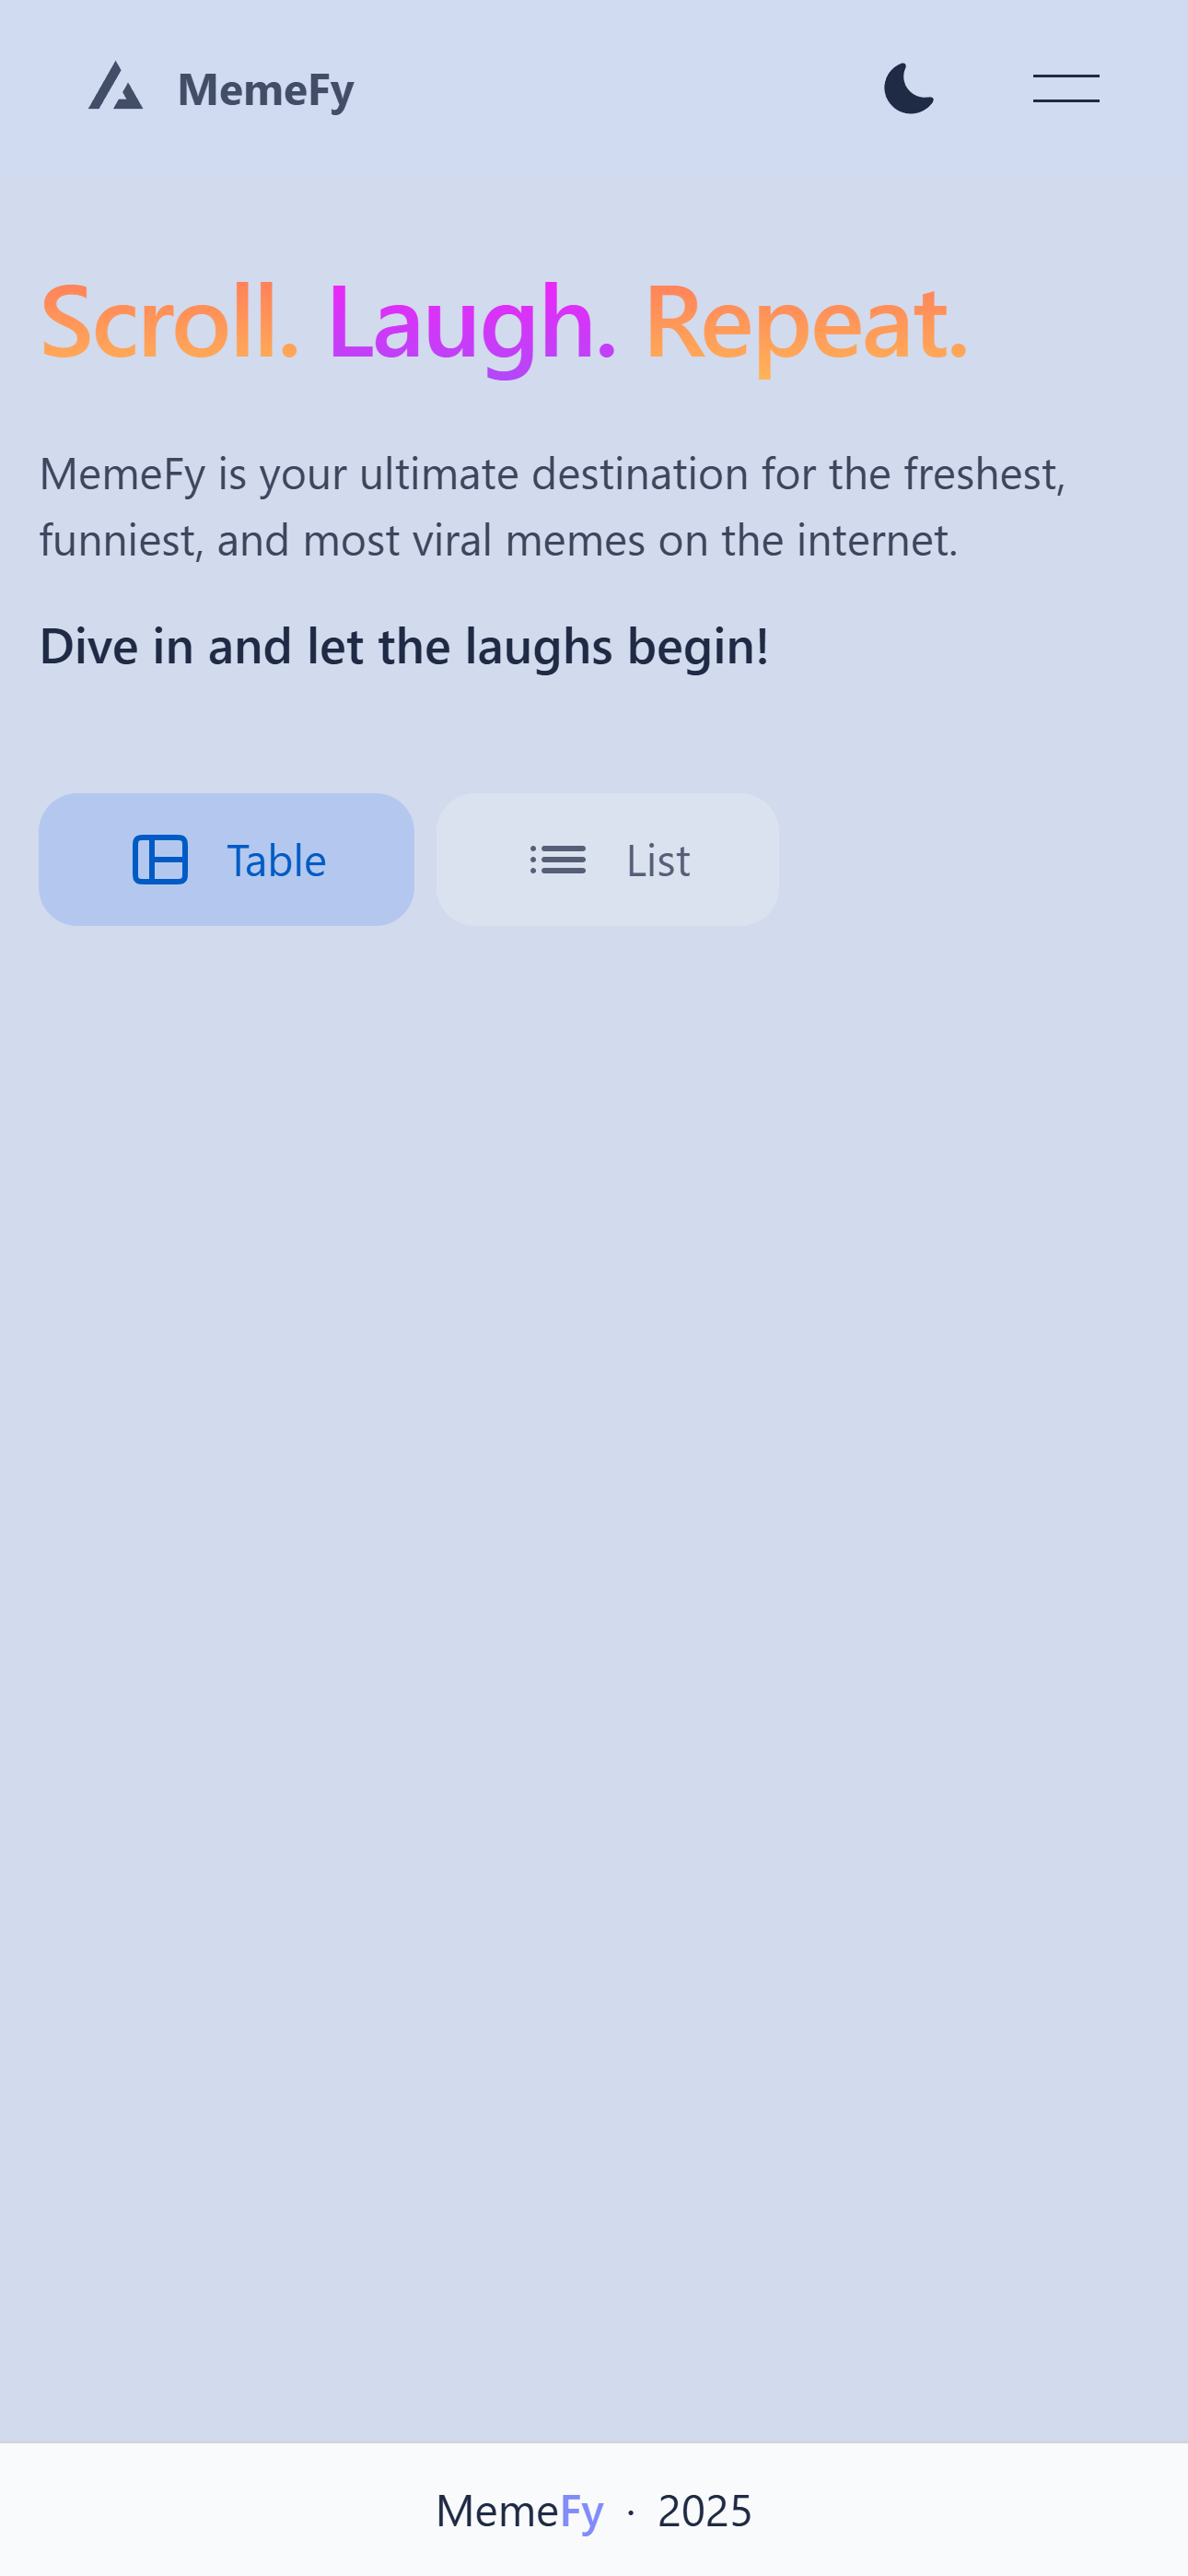 MemeFy
Scroll. Laugh. Repeat.
MemeFy is your ultimate destination for the freshest,
funniest, and most viral memes on the internet.
Dive in and let the laughs begin!
Table
List
MemeFy · 2025